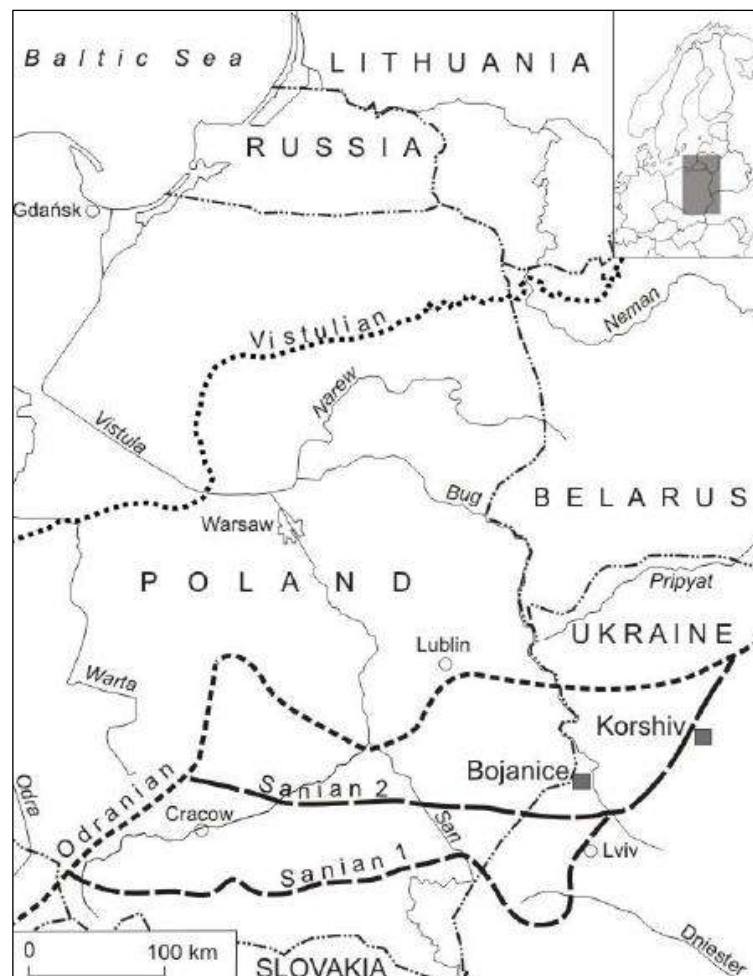 Baltic Sea
LITHUANIA
RUSSIA
Gdańsk
Vistulian
Neman
Narew
Vistula
Bug
BELARUS
Warsaw
POLAND
Pripyat
UKRAINE
Lublin
Warta
Korshiv
Bojanice
Odra
Odranian
Sanian 2
Cracow
San
Lviv
Sanian 1
Dniester
0 100 km
SLOVAKIA